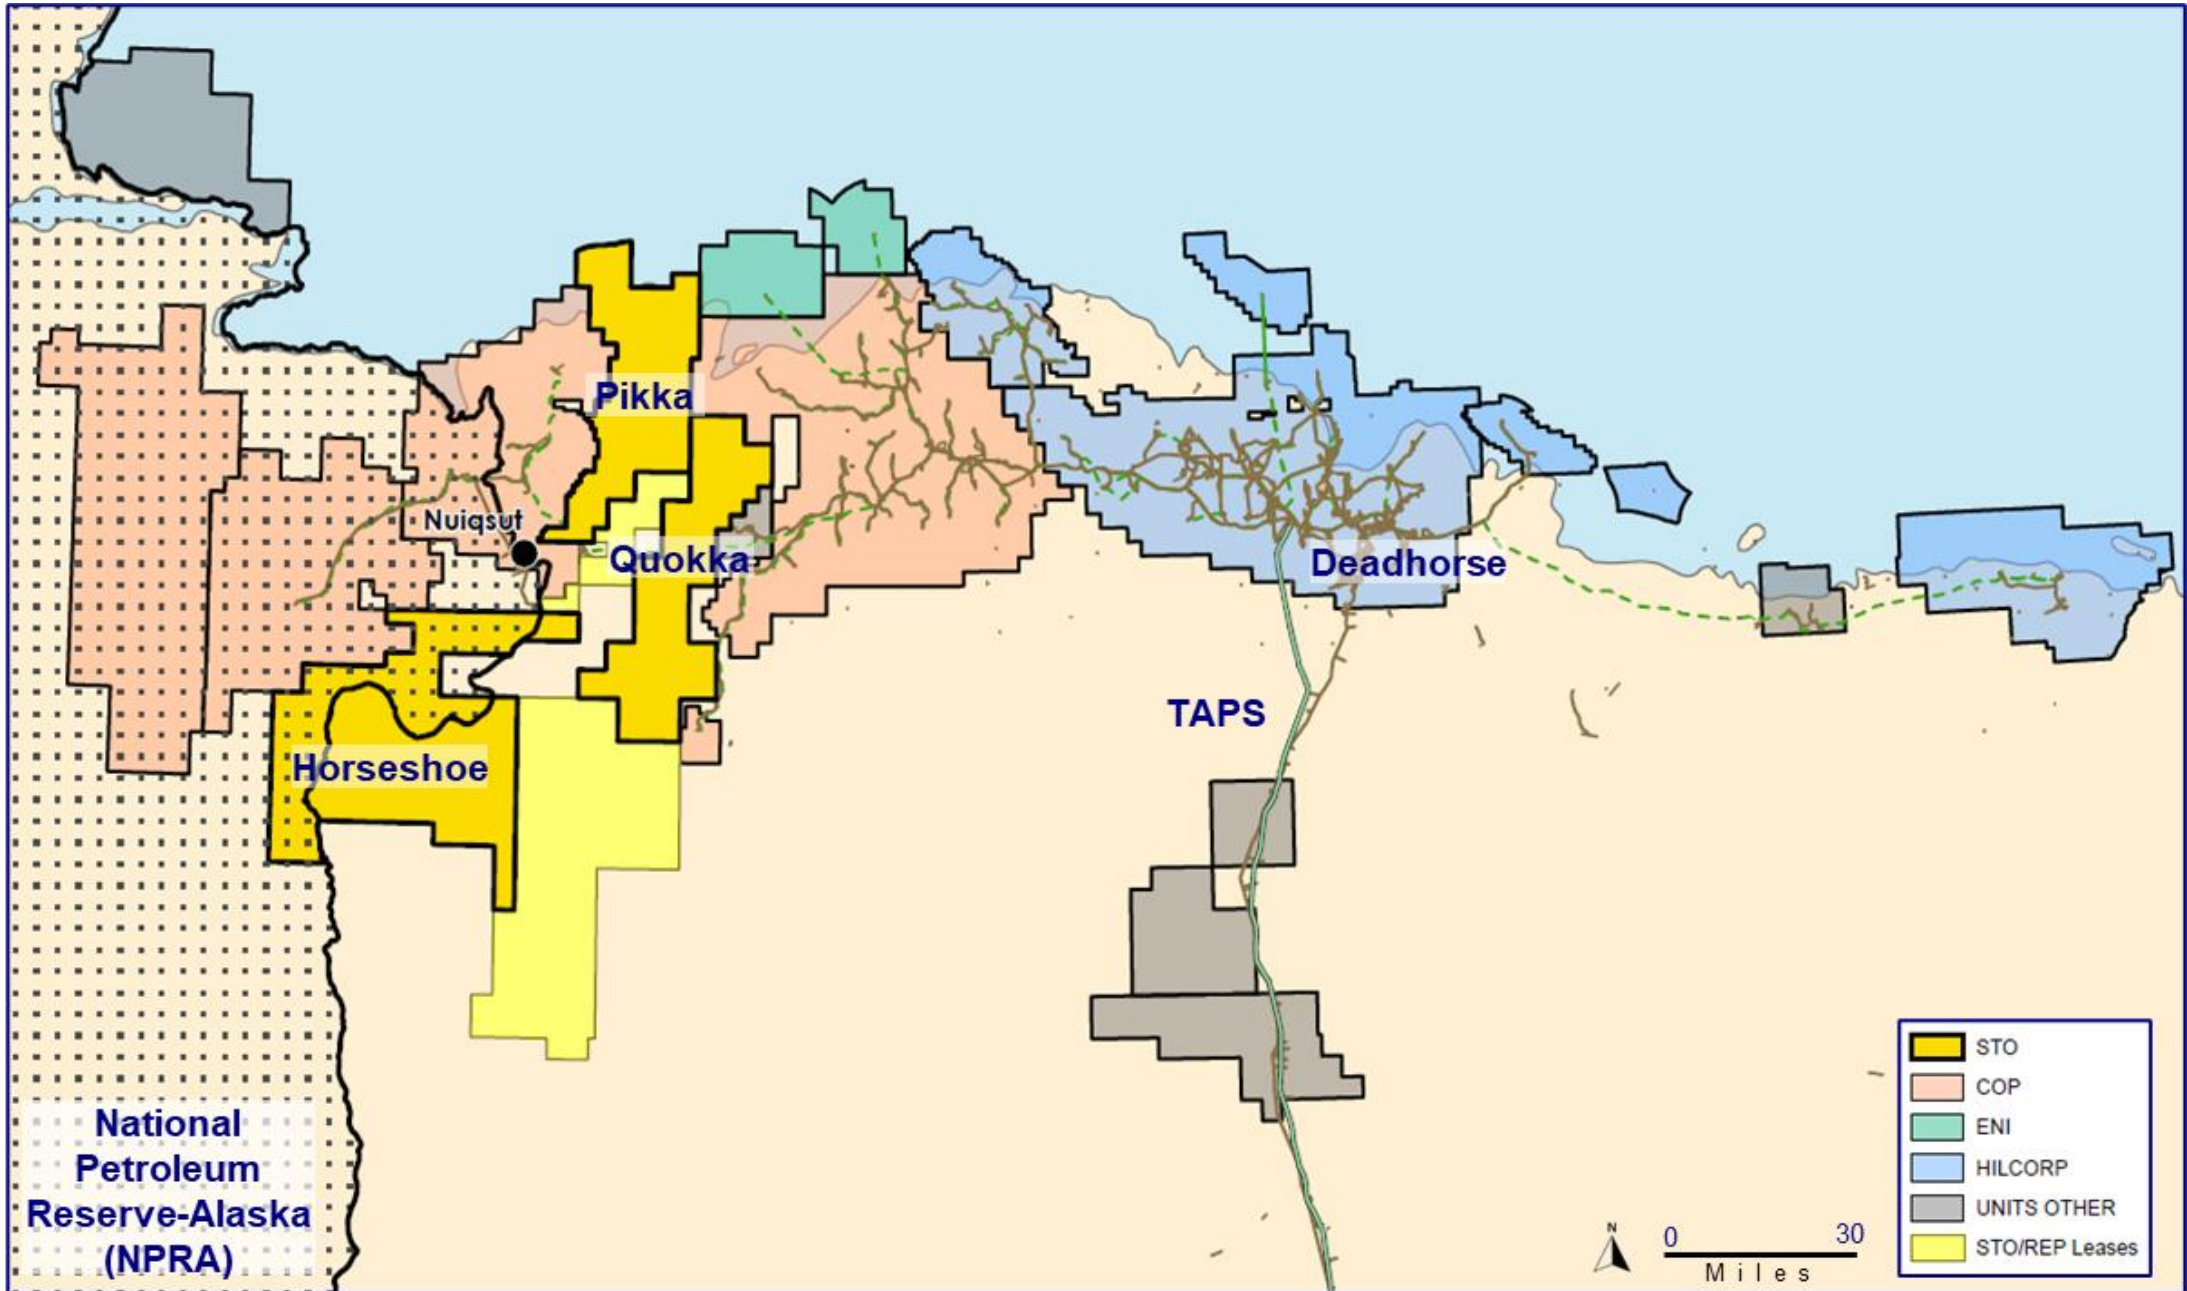 Pikka
Nuiqsut
Quokka
Deadhorse
TAPS
Horseshoe
National
Petroleum
Reserve-Alaska
(NPRA)
N
0 30
Miles
STO
COP
ENI
HILCORP
UNITS OTHER
STO/REP Leases